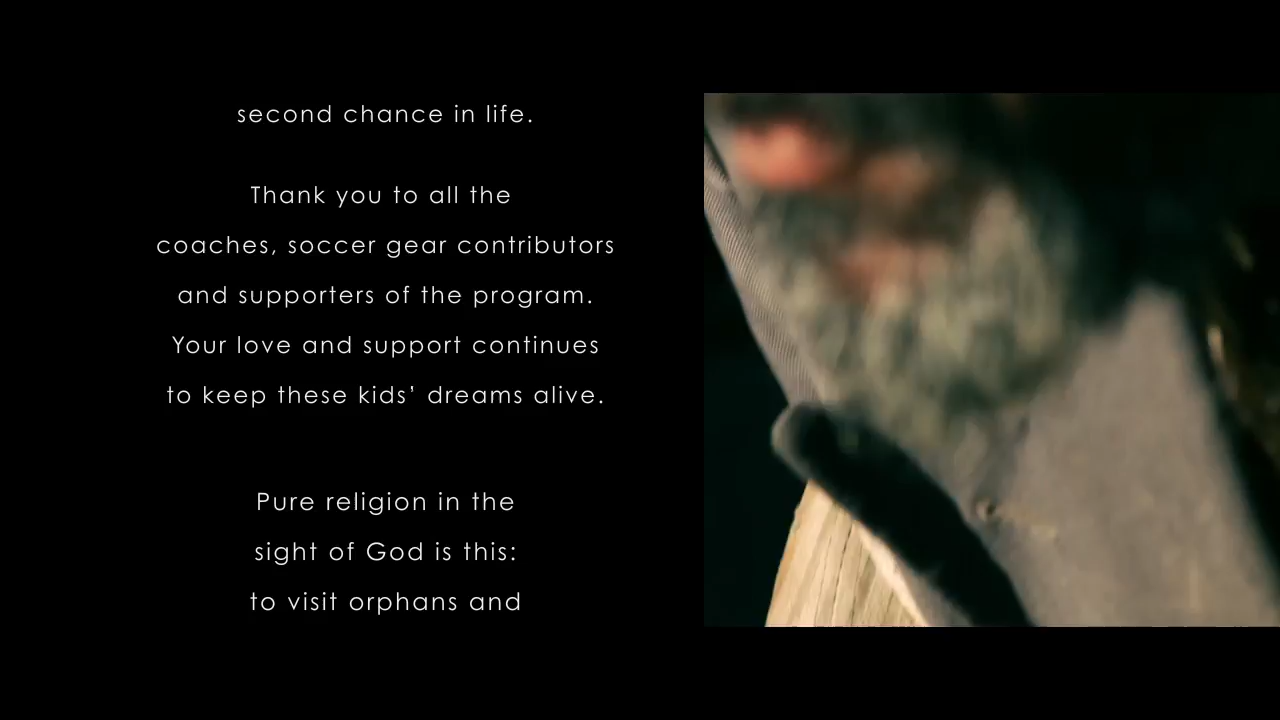 second chance in life.
Thank you to all the
coaches, soccer gear contributors
and supporters of the program.
Your love and support continues
to keep these kids’ dreams alive.
Pure religion in the
sight of God is this:
to visit orphans and